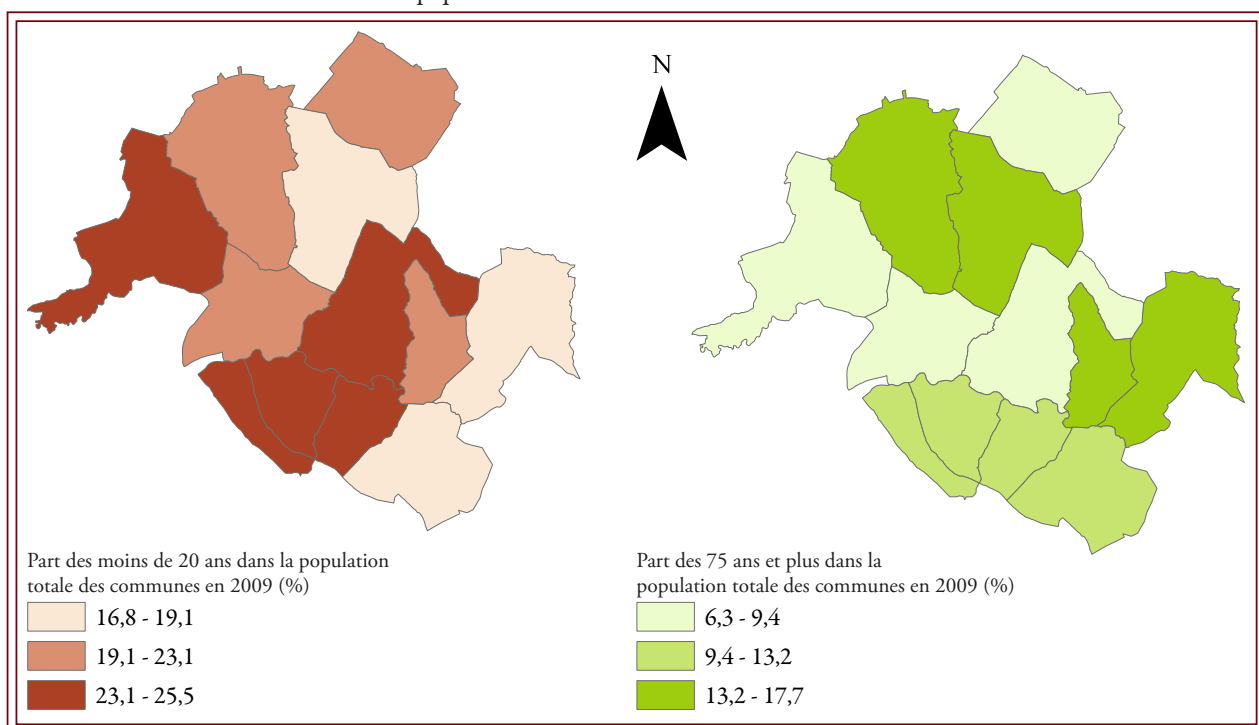 N
Part des moins de 20 ans dans la population
totale des communes en 2009 (%)
16,8 - 19,1
19,1 - 23,1
23,1 - 25,5
Part des 75 ans et plus dans la
population totale des communes en 2009 (%)
6,3 - 9,4
9,4 - 13,2
13,2 - 17,7